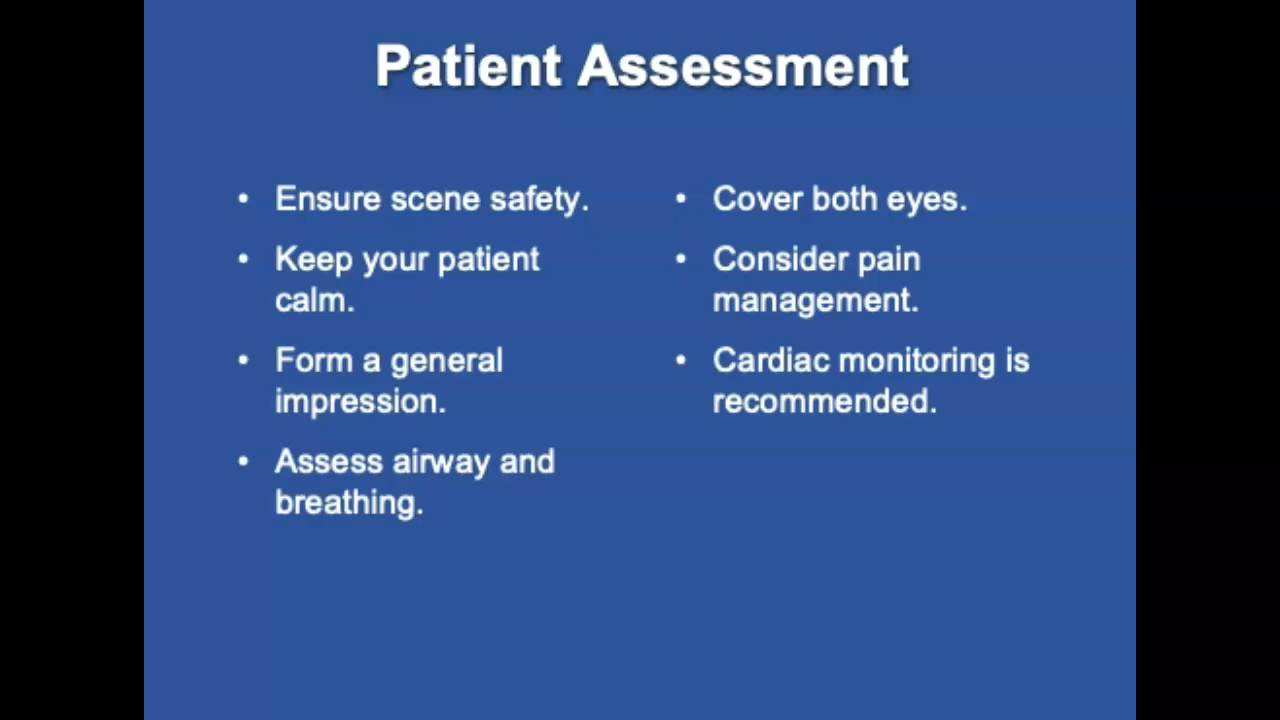 Patient Assessment
• Ensure scene safety.
• Keep your patient
calm.
• Form a general
impression.
• Assess airway and
breathing.
• Cover both eyes.
• Consider pain
management.
• Cardiac monitoring is
recommended.